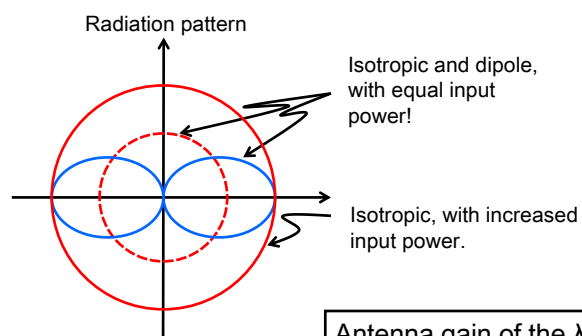 Radiation pattern
Isotropic and dipole,
with equal input
power!
Isotropic, with increased
input power.
Antenna gain of the λ